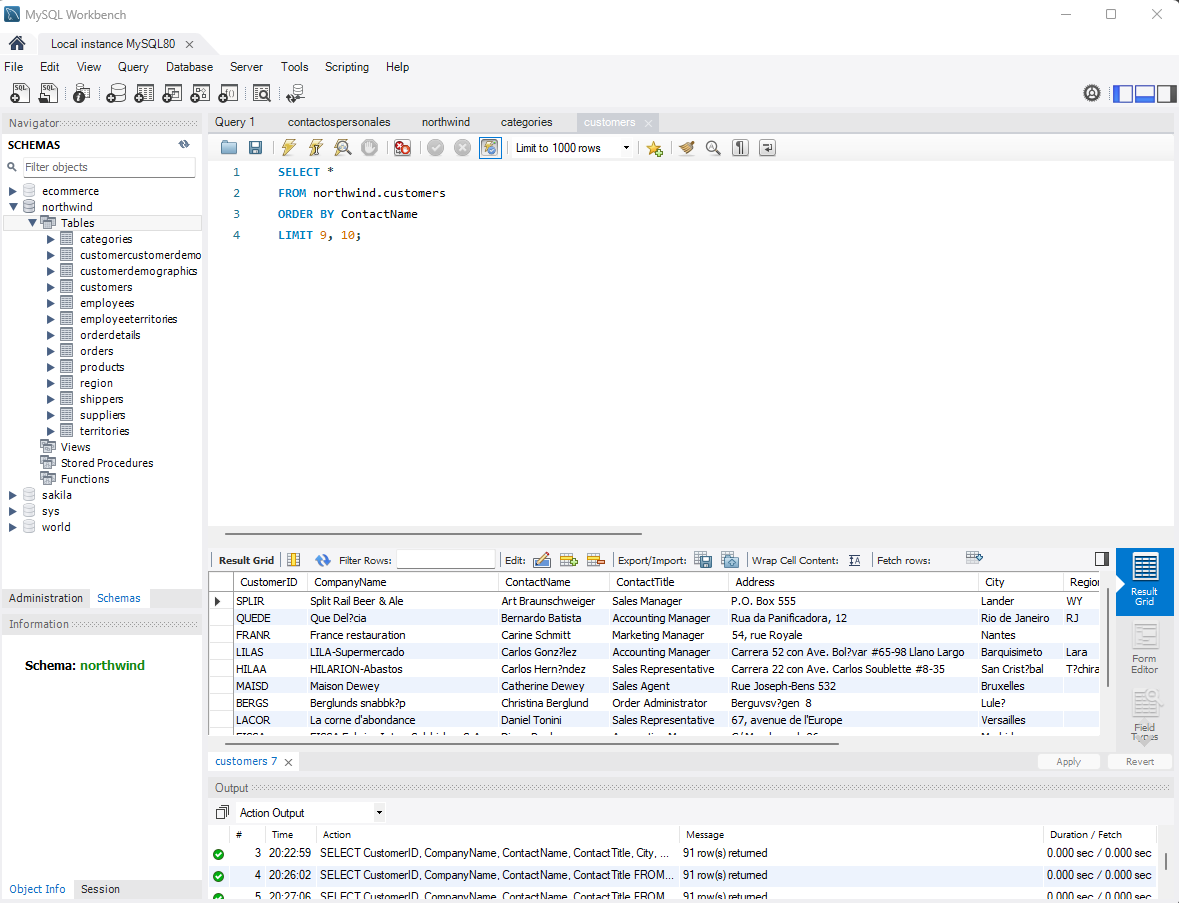 MySQL Workbench
Local instance MySQL80
File Edit View Query Database Server Tools Scripting Help
Navigator
SCHEMAS
Filter objects
ecommerce
northwind
Tables
categories
customercustomerdemo
customerdemographics
customers
employees
employeeterritories
orderdetails
orders
products
region
shippers
suppliers
territories
Views
Stored Procedures
Functions
sakila
sys
world
Administration Schemas
Information
Schema: northwind
Object Info Session
Query 1 contactospersonales northwind categories customers
Limit to 1000 rows
1 SELECT *
2 FROM northwind.customers
3 ORDER BY ContactName
4 LIMIT 9, 10;
Result Grid Filter Rows: Edit: Export/Import: Wrap Cell Content: Fetch rows:
CustomerID CompanyName ContactName ContactTitle Address City Region
SPLIR Split Rail Beer & Ale Art Braunschweiger Sales Manager P.O. Box 555 Lander WY
QUEDE Que Del?cia Bernardo Batista Accounting Manager Rua da Panificadora, 12 Rio de Janeiro RJ
FRANR France restauration Carine Schmitt Marketing Manager 54, rue Royale Nantes
LILAS LILA-Supermercado Carlos Gonz?lez Accounting Manager Carrera 52 con Ave. Bol?var #65-98 Llano Largo Barquisimeto Lara
HILAA HILARION-Abastos Carlos Hern?ndez Sales Representative Carrera 22 con Ave. Carlos Soublette #8-35 San Crist?bal T?chira
MAISD Maison Dewey Catherine Dewey Sales Agent Rue Joseph-Bens 532 Bruxelles
BERGS Berglunds snabbk?p Christina Berglund Order Administrator Berguvsv?gen 8 Lule?
LACOR La corne d'abondance Daniel Tonini Sales Representative 67, avenue de l'Europe Versailles
Result Grid
Form Editor
Field Types
customers 7
Apply Revert
Output
Action Output
# Time Action Message Duration / Fetch
3 20:22:59 SELECT CustomerID, CompanyName, ContactName, ContactTitle, City, ... 91 row(s) returned 0.000 sec / 0.000 sec
4 20:26:02 SELECT CustomerID, CompanyName, ContactName, ContactTitle FROM... 91 row(s) returned 0.000 sec / 0.000 sec
5 20:27:06 SELECT CustomerID, CompanyName, ContactName, ContactTitle FROM 91 row(s) returned 0.000 sec / 0.000 sec